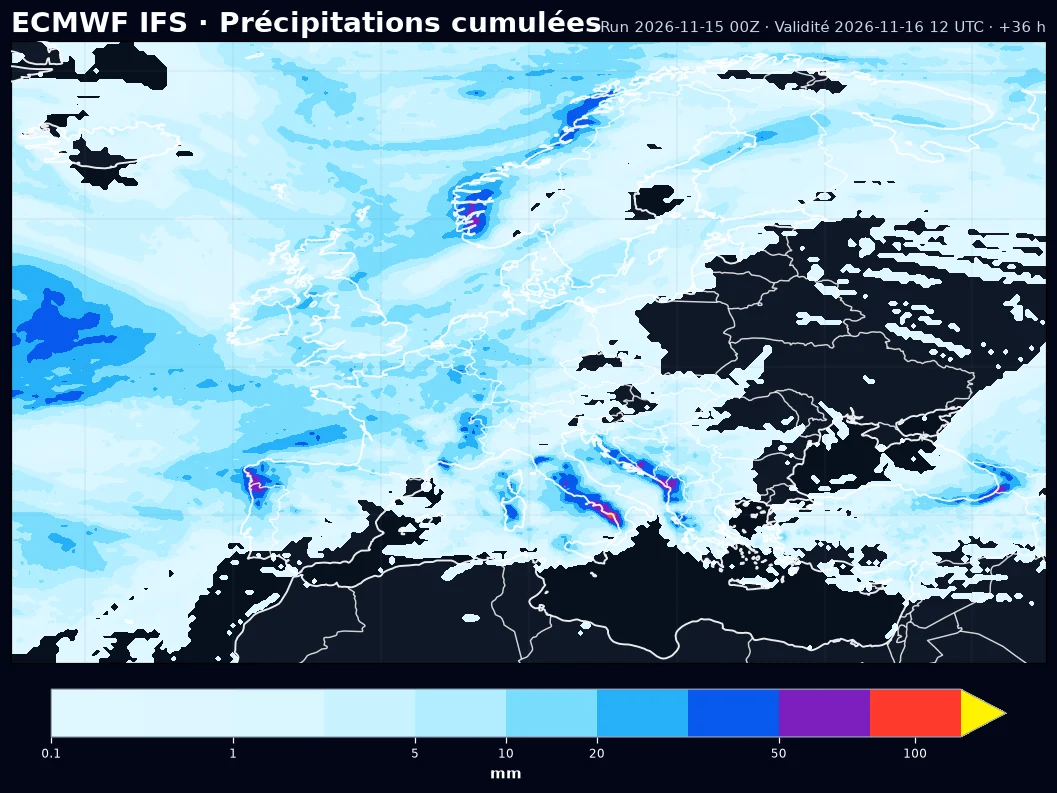 ECMWF IFS · Précipitations cumulées
Run 2026-11-15 00Z · Validité 2026-11-16 12 UTC · +36 h
0.1 1 5 10 20 50 100
mm